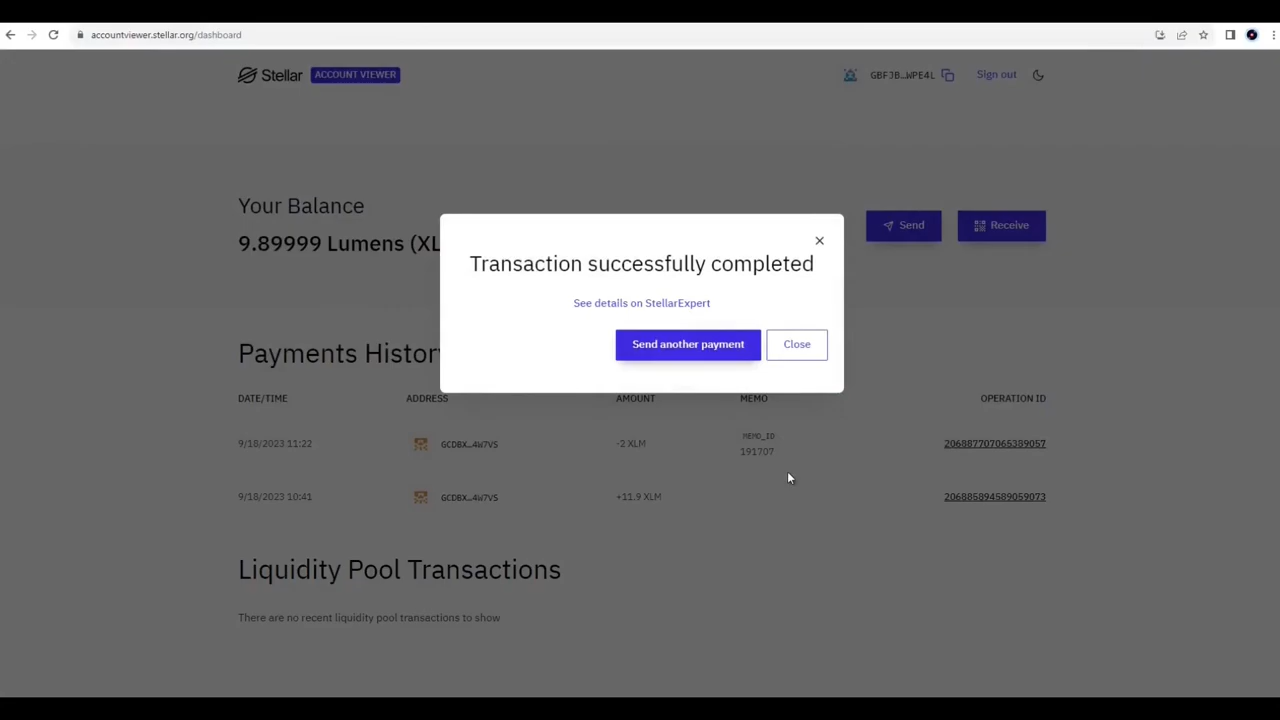 accountviewer.stellar.org/dashboard
Stellar ACCOUNT VIEWER
GBFJB…WPE4L
Sign out
Your Balance
9.89999 Lumens (XL
Send
Receive
Transaction successfully completed
See details on StellarExpert
Send another payment
Close
Payments Histor
DATE/TIME ADDRESS AMOUNT MEMO OPERATION ID
9/18/2023 11:22 GCDBX…4W7VS -2 XLM MEMO_ID 191707 206887707065389057
9/18/2023 10:41 GCDBX…4W7VS +11.9 XLM 206885894589059073
Liquidity Pool Transactions
There are no recent liquidity pool transactions to show